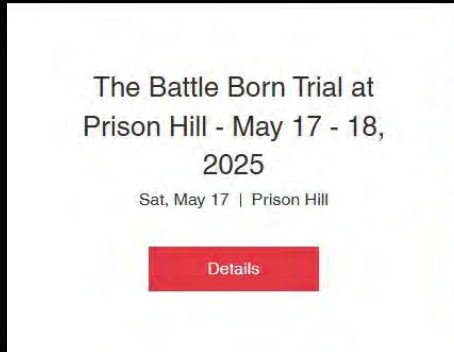 The Battle Born Trial at
Prison Hill - May 17 - 18,
2025
Sat, May 17 | Prison Hill
Details